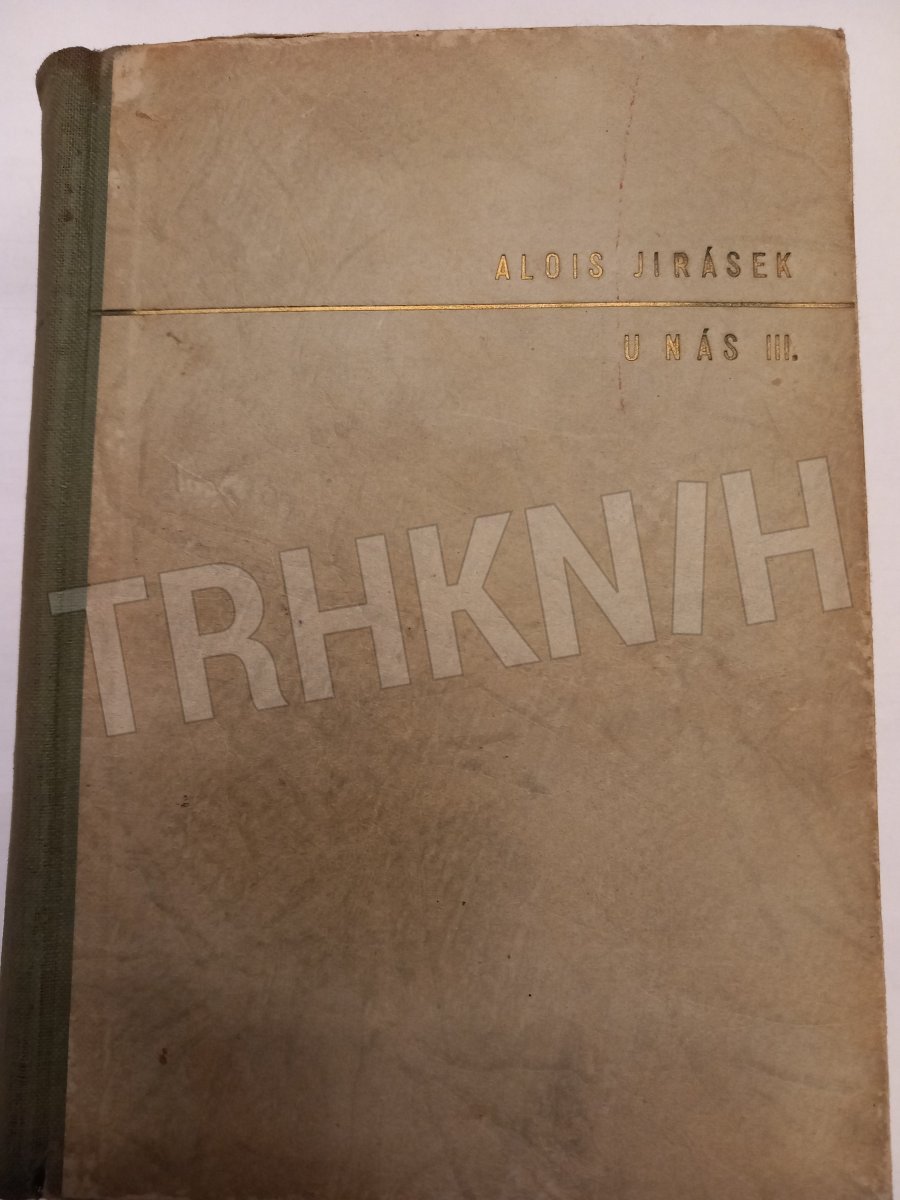 ALOIS JIRÁSEK
U NÁS III.
TRHKNIH